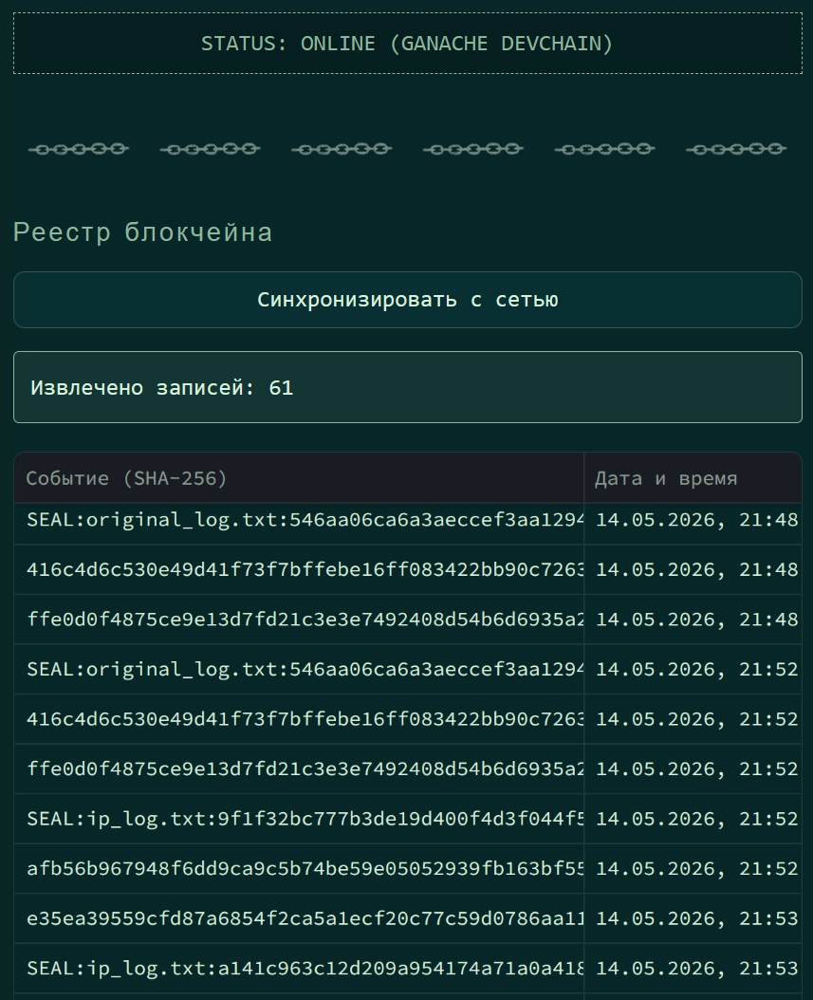 STATUS: ONLINE (GANACHE DEVCHAIN)
Реестр блокчейна
Синхронизировать с сетью
Извлечено записей: 61
Событие (SHA-256) Дата и время
SEAL:original_log.txt:546aa06ca6a3aeccef3aa1294 14.05.2026, 21:48
416c4d6c530e49d41f73f7bffebe16ff083422bb90c7263 14.05.2026, 21:48
ffe0d0f4875ce9e13d7fd21c3e3e7492408d54b6d6935a2 14.05.2026, 21:48
SEAL:original_log.txt:546aa06ca6a3aeccef3aa1294 14.05.2026, 21:52
416c4d6c530e49d41f73f7bffebe16ff083422bb90c7263 14.05.2026, 21:52
ffe0d0f4875ce9e13d7fd21c3e3e7492408d54b6d6935a2 14.05.2026, 21:52
SEAL:ip_log.txt:9f1f32bc777b3de19d400f4d3f044f5 14.05.2026, 21:52
afb56b967948f6dd9ca9c5b74be59e05052939fb163bf55 14.05.2026, 21:52
e35ea39559cfd87a6854f2ca5a1ecf20c77c59d0786aa11 14.05.2026, 21:53
SEAL:ip_log.txt:a141c963c12d209a954174a71a0a418 14.05.2026, 21:53